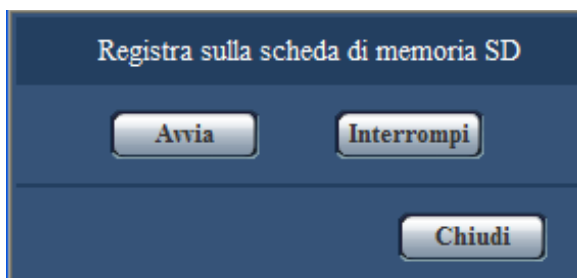 Registra sulla scheda di memoria SD
Avvia Interrompi
Chiudi